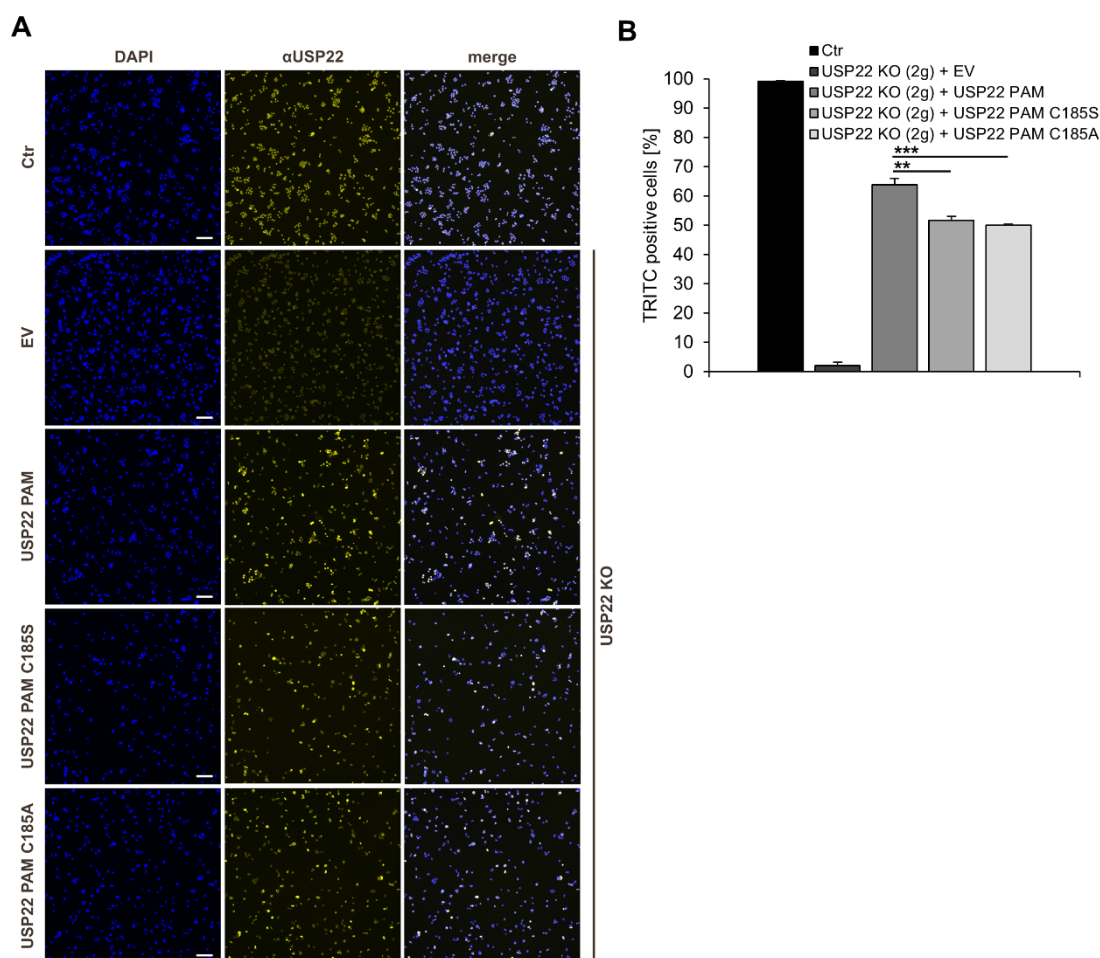 A
DAPI
αUSP22
merge
Ctr
EV
USP22 PAM
USP22 PAM C185S
USP22 PAM C185A
USP22 KO
B
Ctr
USP22 KO (2g) + EV
USP22 KO (2g) + USP22 PAM
USP22 KO (2g) + USP22 PAM C185S
USP22 KO (2g) + USP22 PAM C185A
TRITC positive cells [%]
100
90
80
70
60
50
40
30
20
10
0
***
**